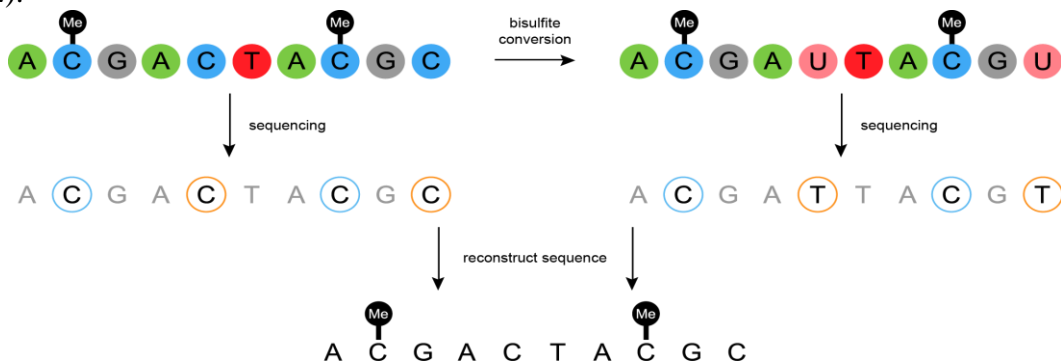 Me Me bisulfite conversion Me Me
A C G A C T A C G C A C G A U T A C G U
sequencing sequencing
A C G A C T A C G C A C G A T T A C G T
reconstruct sequence
Me Me
A C G A C T A C G C